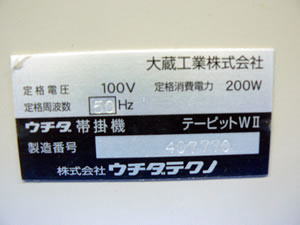 大蔵工業株式会社
定格電圧 100V 定格消費電力 200W
定格周波数 50 Hz
ウチダ 帯掛機 テーピットWⅡ
製造番号 407770
株式会社 ウチダテクノ